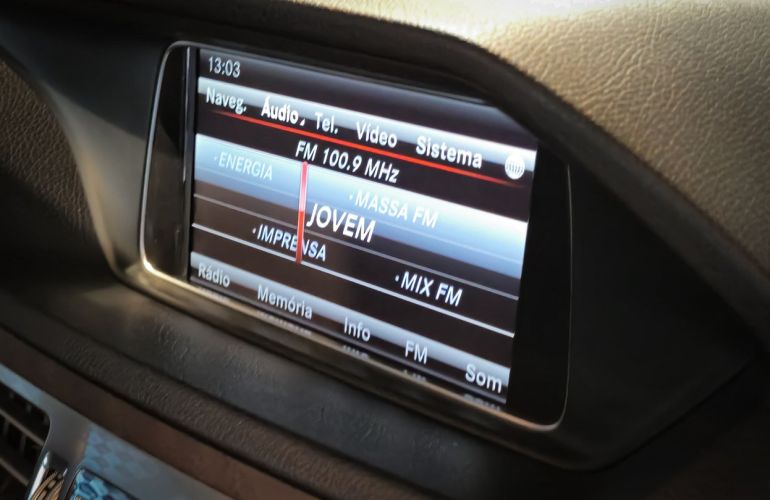 13:03
Naveg. Áudio Tel. Vídeo Sistema
FM 100.9 MHz
ENERGIA
MASSA FM
JOVEM
IMPRENSA
MIX FM
Rádio Memória Info FM Som